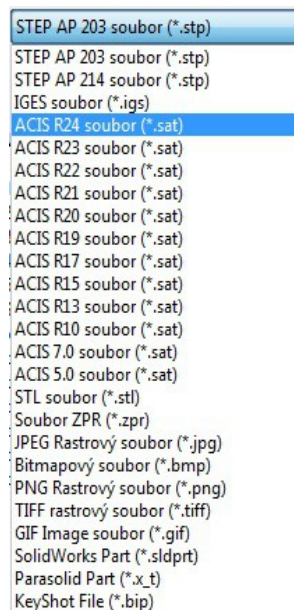 STEP AP 203 soubor (*.stp)
STEP AP 203 soubor (*.stp)
STEP AP 214 soubor (*.stp)
IGES soubor (*.igs)
ACIS R24 soubor (*.sat)
ACIS R23 soubor (*.sat)
ACIS R22 soubor (*.sat)
ACIS R21 soubor (*.sat)
ACIS R20 soubor (*.sat)
ACIS R19 soubor (*.sat)
ACIS R17 soubor (*.sat)
ACIS R15 soubor (*.sat)
ACIS R13 soubor (*.sat)
ACIS R10 soubor (*.sat)
ACIS 7.0 soubor (*.sat)
ACIS 5.0 soubor (*.sat)
STL soubor (*.stl)
Soubor ZPR (*.zpr)
JPEG Rastrový soubor (*.jpg)
Bitmapový soubor (*.bmp)
PNG Rastrový soubor (*.png)
TIFF rastrový soubor (*.tiff)
GIF Image soubor (*.gif)
SolidWorks Part (*.sldprt)
Parasolid Part (*.x_t)
KeyShot File (*.bip)